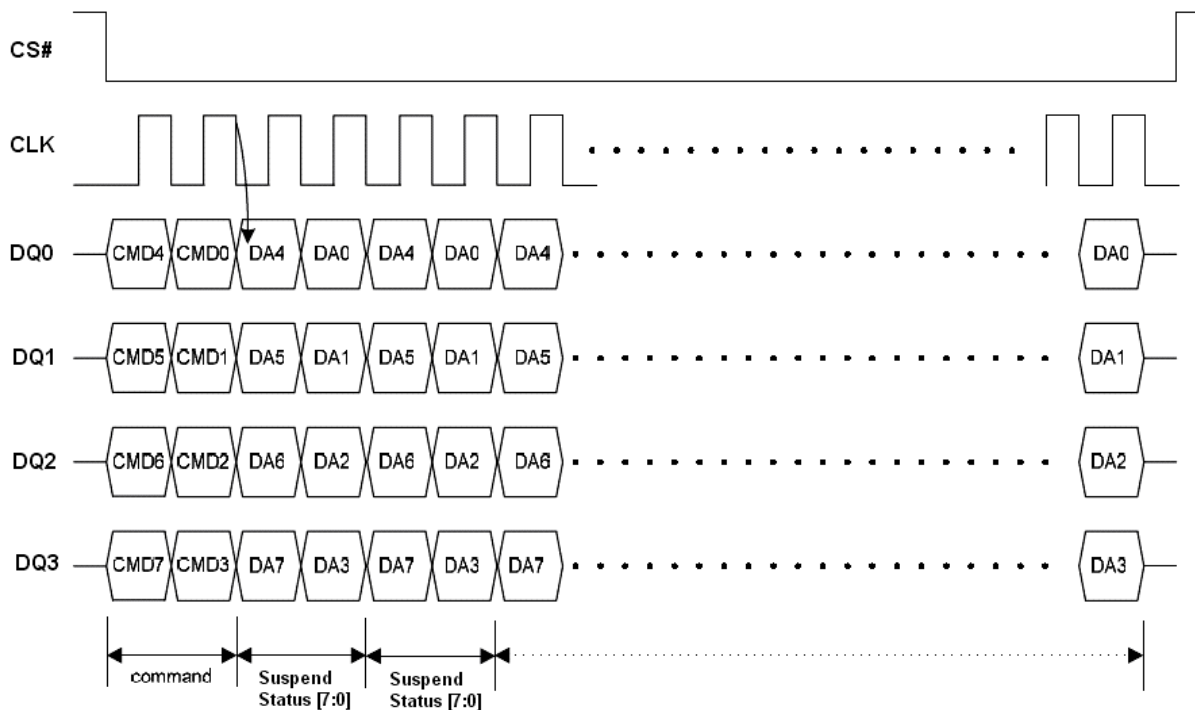 CS#
CLK
DQ0 CMD4 CMD0 DA4 DA0 DA4 DA0 DA4 DA0
DQ1 CMD5 CMD1 DA5 DA1 DA5 DA1 DA5 DA1
DQ2 CMD6 CMD2 DA6 DA2 DA6 DA2 DA6 DA2
DQ3 CMD7 CMD3 DA7 DA3 DA7 DA3 DA7 DA3
command
Suspend
Status [7:0]
Suspend
Status [7:0]